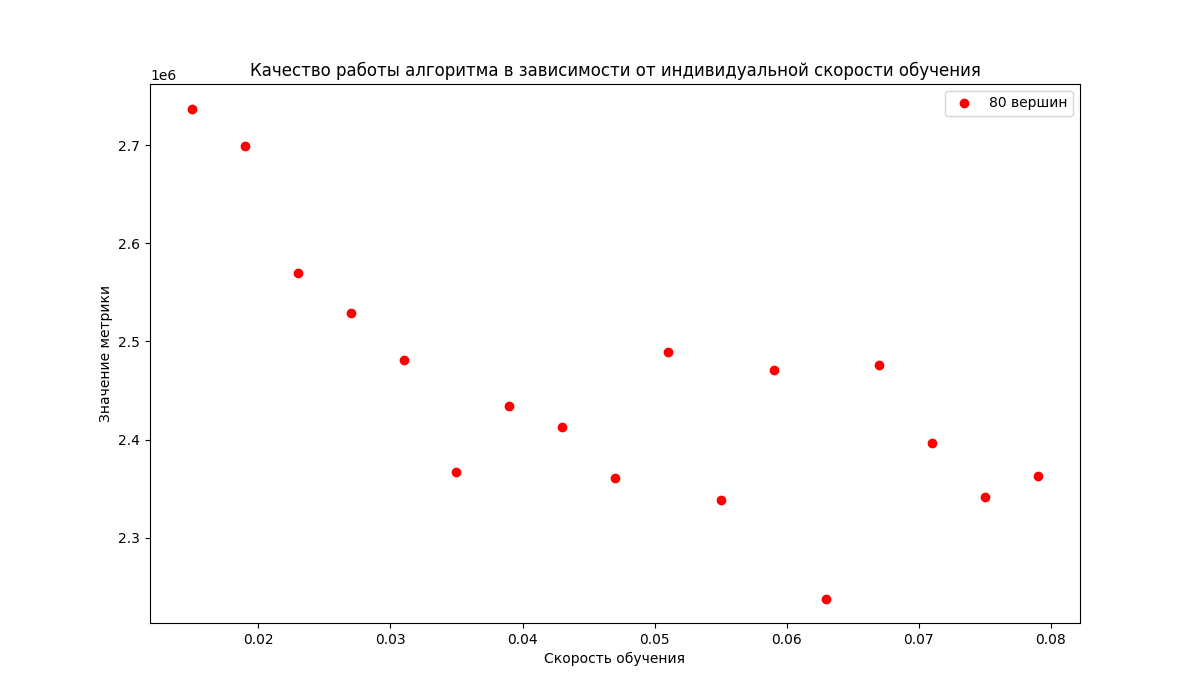 Качество работы алгоритма в зависимости от индивидуальной скорости обучения
1e6
80 вершин
2.7
2.6
2.5
2.4
2.3
Значение метрики
0.02 0.03 0.04 0.05 0.06 0.07 0.08
Скорость обучения